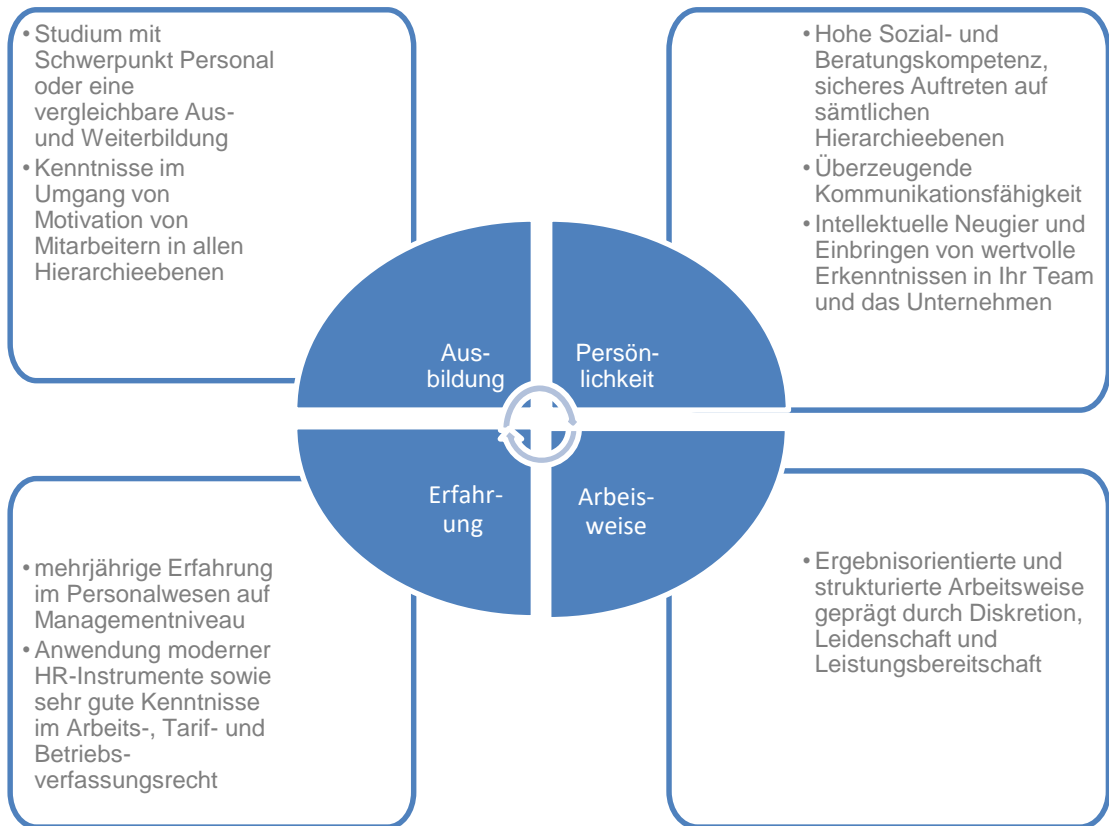 • Studium mit
Schwerpunkt Personal
oder eine
vergleichbare Aus-
und Weiterbildung
• Kenntnisse im
Umgang von
Motivation von
Mitarbeitern in allen
Hierarchieebenen
• Hohe Sozial- und
Beratungskompetenz,
sicheres Auftreten auf
sämtlichen
Hierarchieebenen
• Überzeugende
Kommunikationsfähigkeit
• Intellektuelle Neugier und
Einbringen von wertvolle
Erkenntnissen in Ihr Team
und das Unternehmen
Aus-
bildung
Persön-
lichkeit
Erfahr-
ung
Arbeis-
weise
• mehrjährige Erfahrung
im Personalwesen auf
Managementniveau
• Anwendung moderner
HR-Instrumente sowie
sehr gute Kenntnisse
im Arbeits-, Tarif- und
Betriebs-
verfassungsrecht
• Ergebnisorientierte und
strukturierte Arbeitsweise
geprägt durch Diskretion,
Leidenschaft und
Leistungsbereitschaft